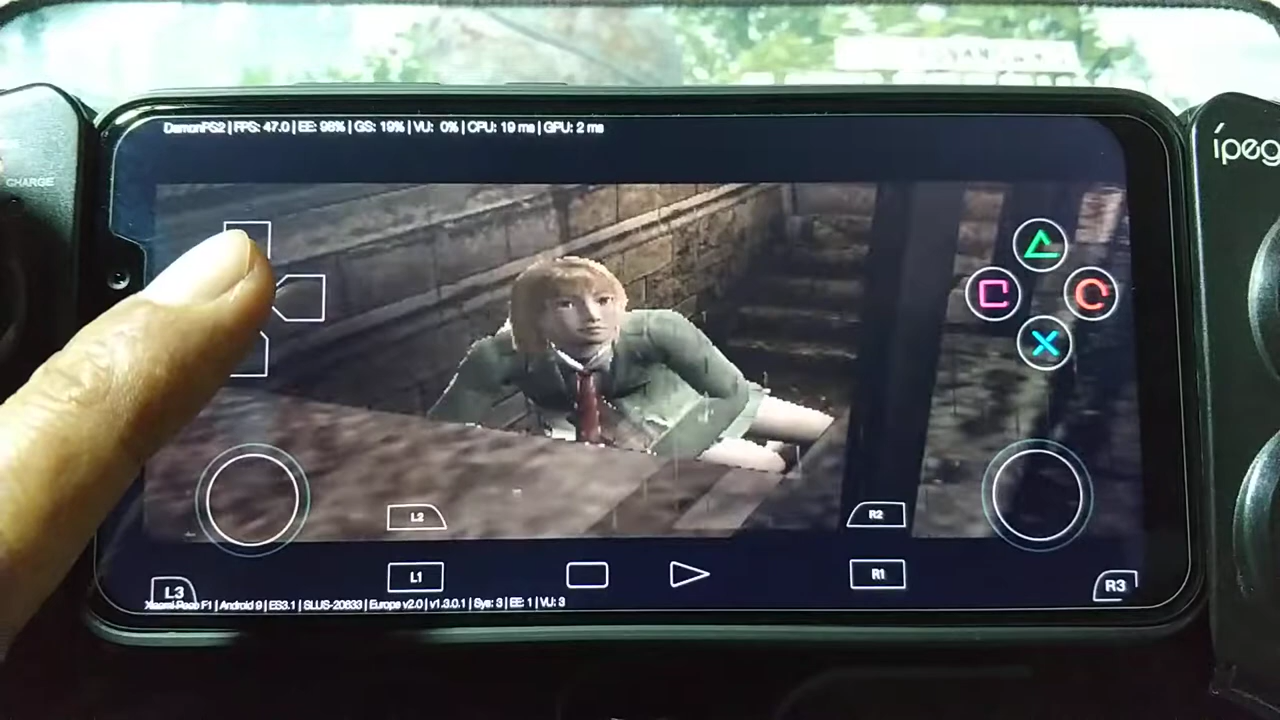 DamonPS2 | FPS: 47.0 | EE: 98% | GS: 19% | VU: 0% | CPU: 19 ms | GPU: 2 ms
ípeg
CHARGE
L2
R2
L1
R1
L3
R3
Xiaomi Poco F1 | Android 9 | ES3.1 | SLUS-20633 | Europe v2.0 | v1.3.0.1 | Sys: 3 | EE: 1 | VU: 3